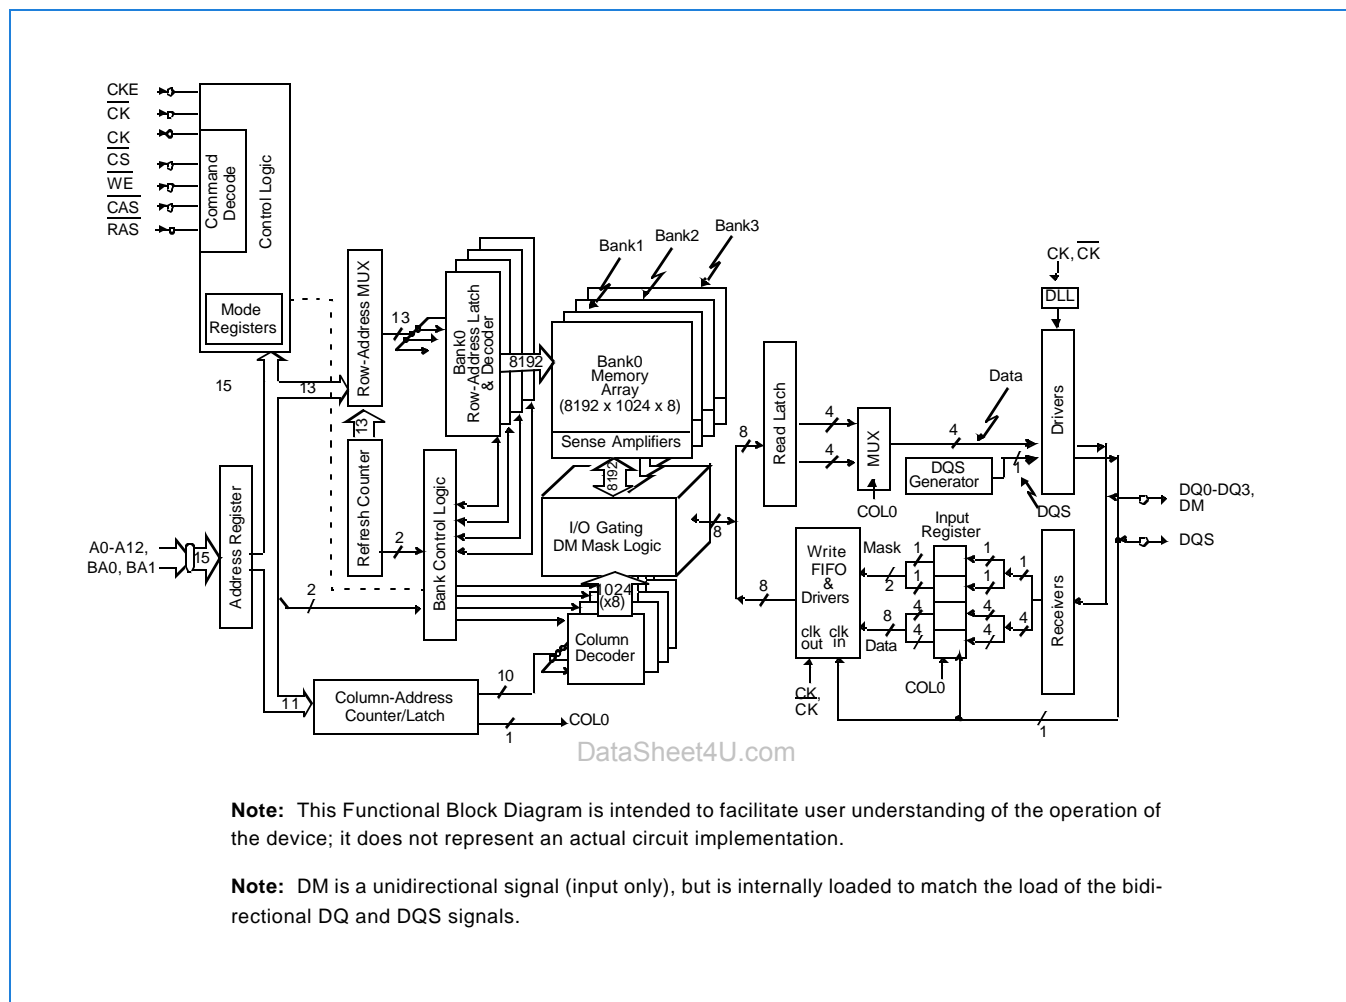 CKE
CK
CK
CS
WE
CAS
RAS
Command
Decode
Control Logic
Mode
Registers
15
13
Row-Address MUX
13
Refresh Counter
13
Bank0
Row-Address Latch
& Decoder
8192
Bank1
Bank2
Bank3
Bank0
Memory
Array
(8192 x 1024 x 8)
Sense Amplifiers
8192
I/O Gating
DM Mask Logic
8
2
Bank Control Logic
2
1024
(x8)
Column
Decoder
A0-A12,
BA0, BA1
15
Address Register
11
Column-Address
Counter/Latch
10
1
COL0
8
Read Latch
4
4
MUX
COL0
4
Data
DQS
Generator
1
DQS
CK, CK
DLL
Drivers
DQ0-DQ3,
DM
DQS
8
Write
FIFO
&
Drivers
clk
out
clk
in
CK,
CK
Mask
2
8
Data
Input
Register
1
1
4
4
1
1
4
4
1
4
COL0
Receivers
1
DataSheet4U.com
Note: This Functional Block Diagram is intended to facilitate user understanding of the operation of
the device; it does not represent an actual circuit implementation.
Note: DM is a unidirectional signal (input only), but is internally loaded to match the load of the bidi-
rectional DQ and DQS signals.